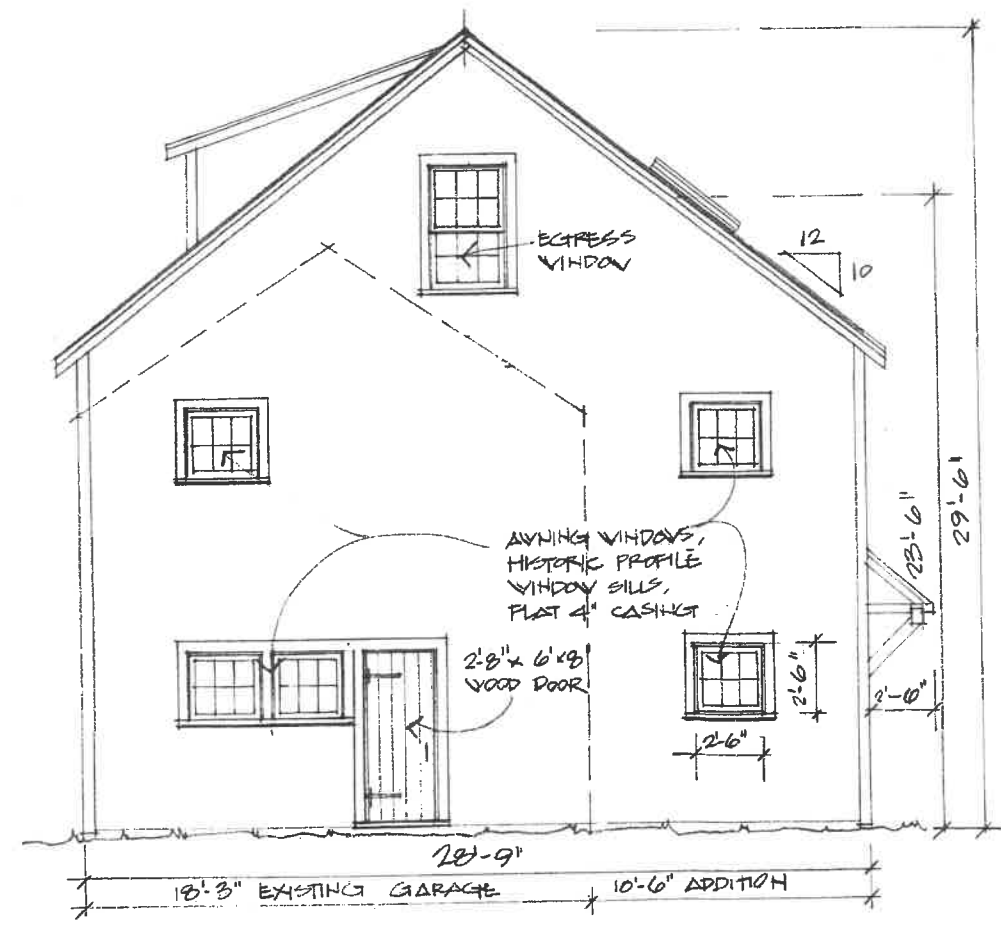 EGRESS
WINDOW
12
10
29'-6"
23'-6"
AWNING WINDOWS,
HISTORIC PROFILE
WINDOW SILLS,
FLAT 4" CASING
2'-8" x 6'x8"
WOOD DOOR
2'-6"
2'-6"
2'-6"
28'-9"
18'-3" EXISTING GARAGE
10'-6" ADDITION